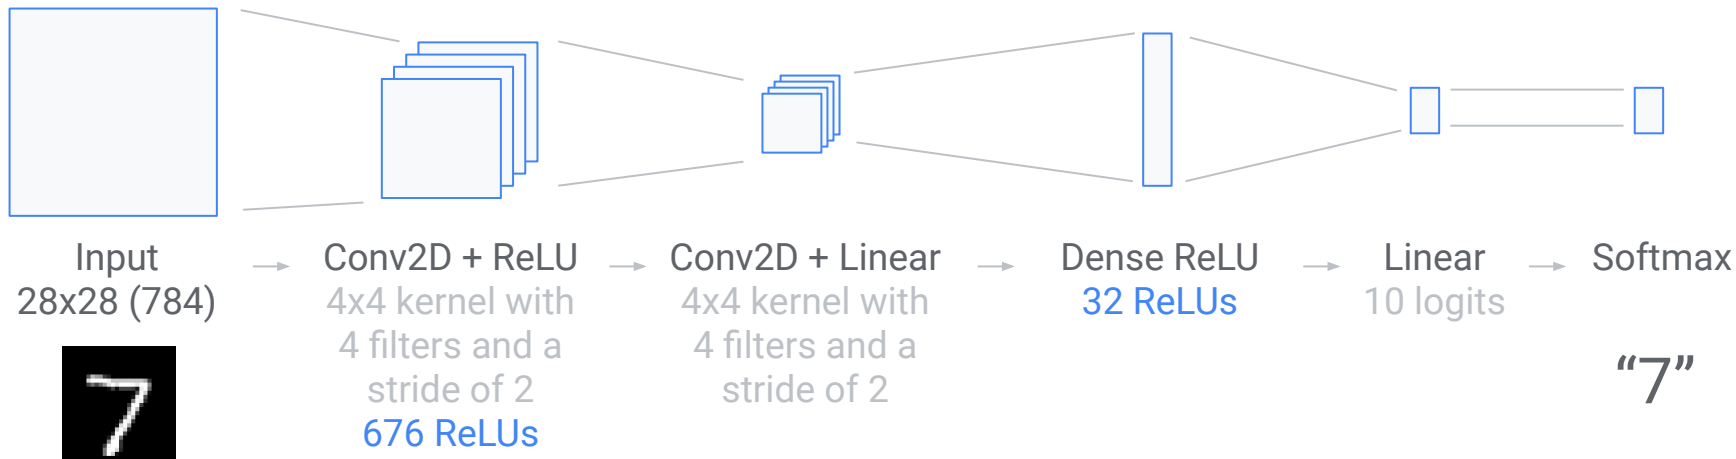 Input
28x28 (784)
Conv2D + ReLU
4x4 kernel with
4 filters and a
stride of 2
676 ReLUs
Conv2D + Linear
4x4 kernel with
4 filters and a
stride of 2
Dense ReLU
32 ReLUs
Linear
10 logits
Softmax
“7”
7